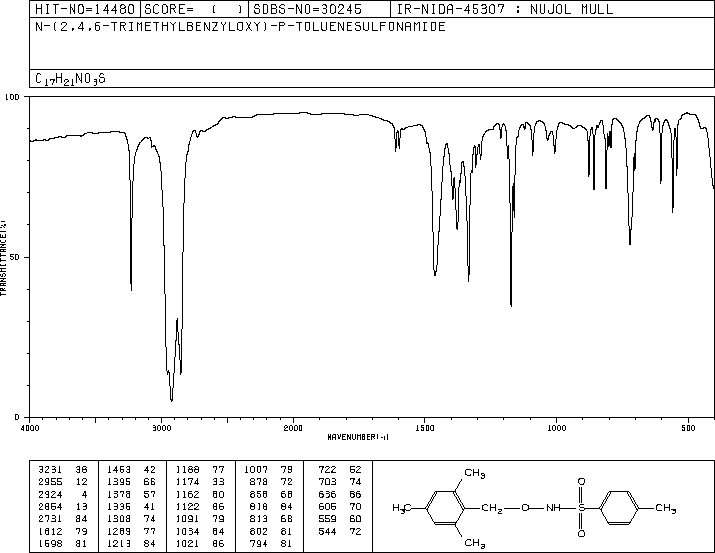 HIT-NO=14480 SCORE= ( ) SDBS-NO=30245 IR-NIDA-45307 : NUJOL MULL
N-(2,4,6-TRIMETHYLBENZYLOXY)-P-TOLUENESULFONAMIDE
C17H21NO3S
100
50
0
TRANSMITTANCE(%)
4000 3000 2000 1500 1000 500
WAVENUMBER(-1)
3231 38 1463 42 1188 77 1007 79 722 52
2955 12 1395 66 1174 33 878 72 703 74
2924 4 1378 57 1162 60 858 68 636 86
2854 13 1336 41 1122 86 818 84 605 70
2731 84 1308 74 1091 79 813 68 559 60
1612 79 1289 77 1034 84 802 81 544 72
1598 81 1213 84 1021 86 794 81
CH3
H3C CH2 O NH S CH3
O
O
CH3